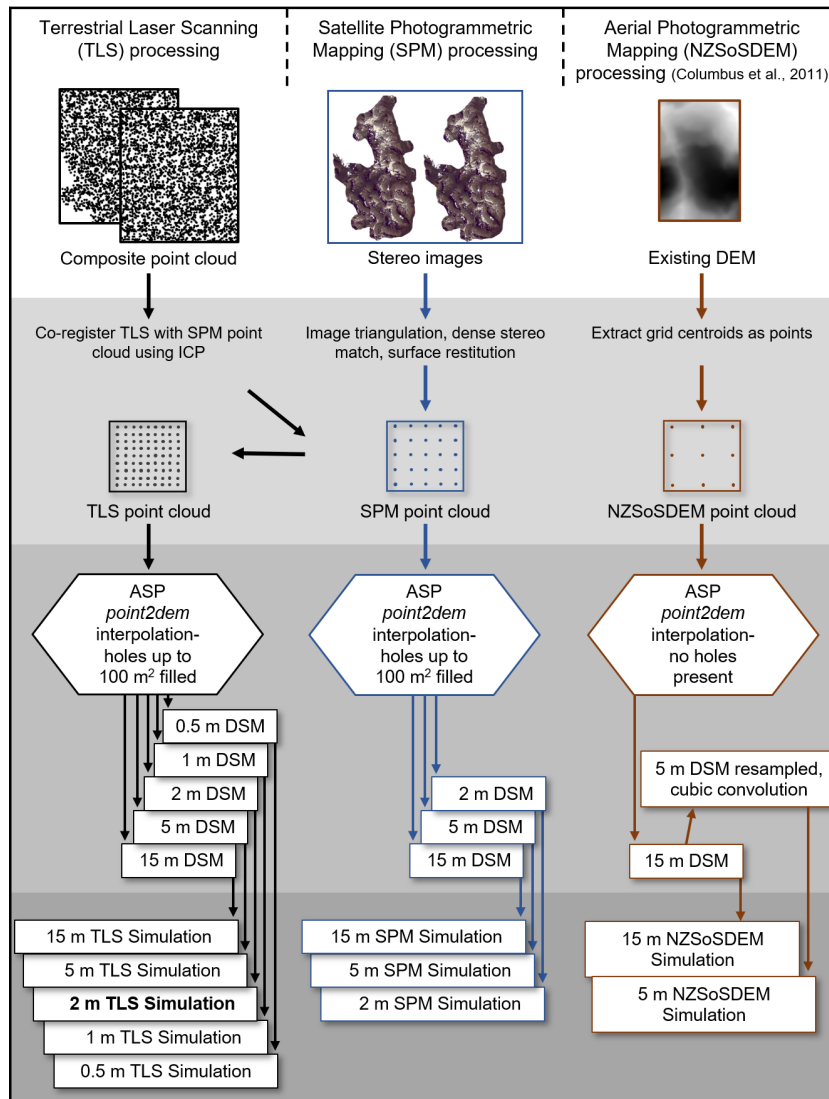 Terrestrial Laser Scanning
(TLS) processing
Satellite Photogrammetric
Mapping (SPM) processing
Aerial Photogrammetric
Mapping (NZSoSDEM)
processing (Columbus et al., 2011)
Composite point cloud
Stereo images
Existing DEM
Co-register TLS with SPM point
cloud using ICP
Image triangulation, dense stereo
match, surface restitution
Extract grid centroids as points
TLS point cloud
SPM point cloud
NZSoSDEM point cloud
ASP
point2dem
interpolation-
holes up to
100 m² filled
ASP
point2dem
interpolation-
holes up to
100 m² filled
ASP
point2dem
interpolation-
no holes
present
0.5 m DSM
1 m DSM
2 m DSM
5 m DSM
15 m DSM
2 m DSM
5 m DSM
15 m DSM
5 m DSM resampled,
cubic convolution
15 m DSM
15 m TLS Simulation
5 m TLS Simulation
2 m TLS Simulation
1 m TLS Simulation
0.5 m TLS Simulation
15 m SPM Simulation
5 m SPM Simulation
2 m SPM Simulation
15 m NZSoSDEM
Simulation
5 m NZSoSDEM
Simulation